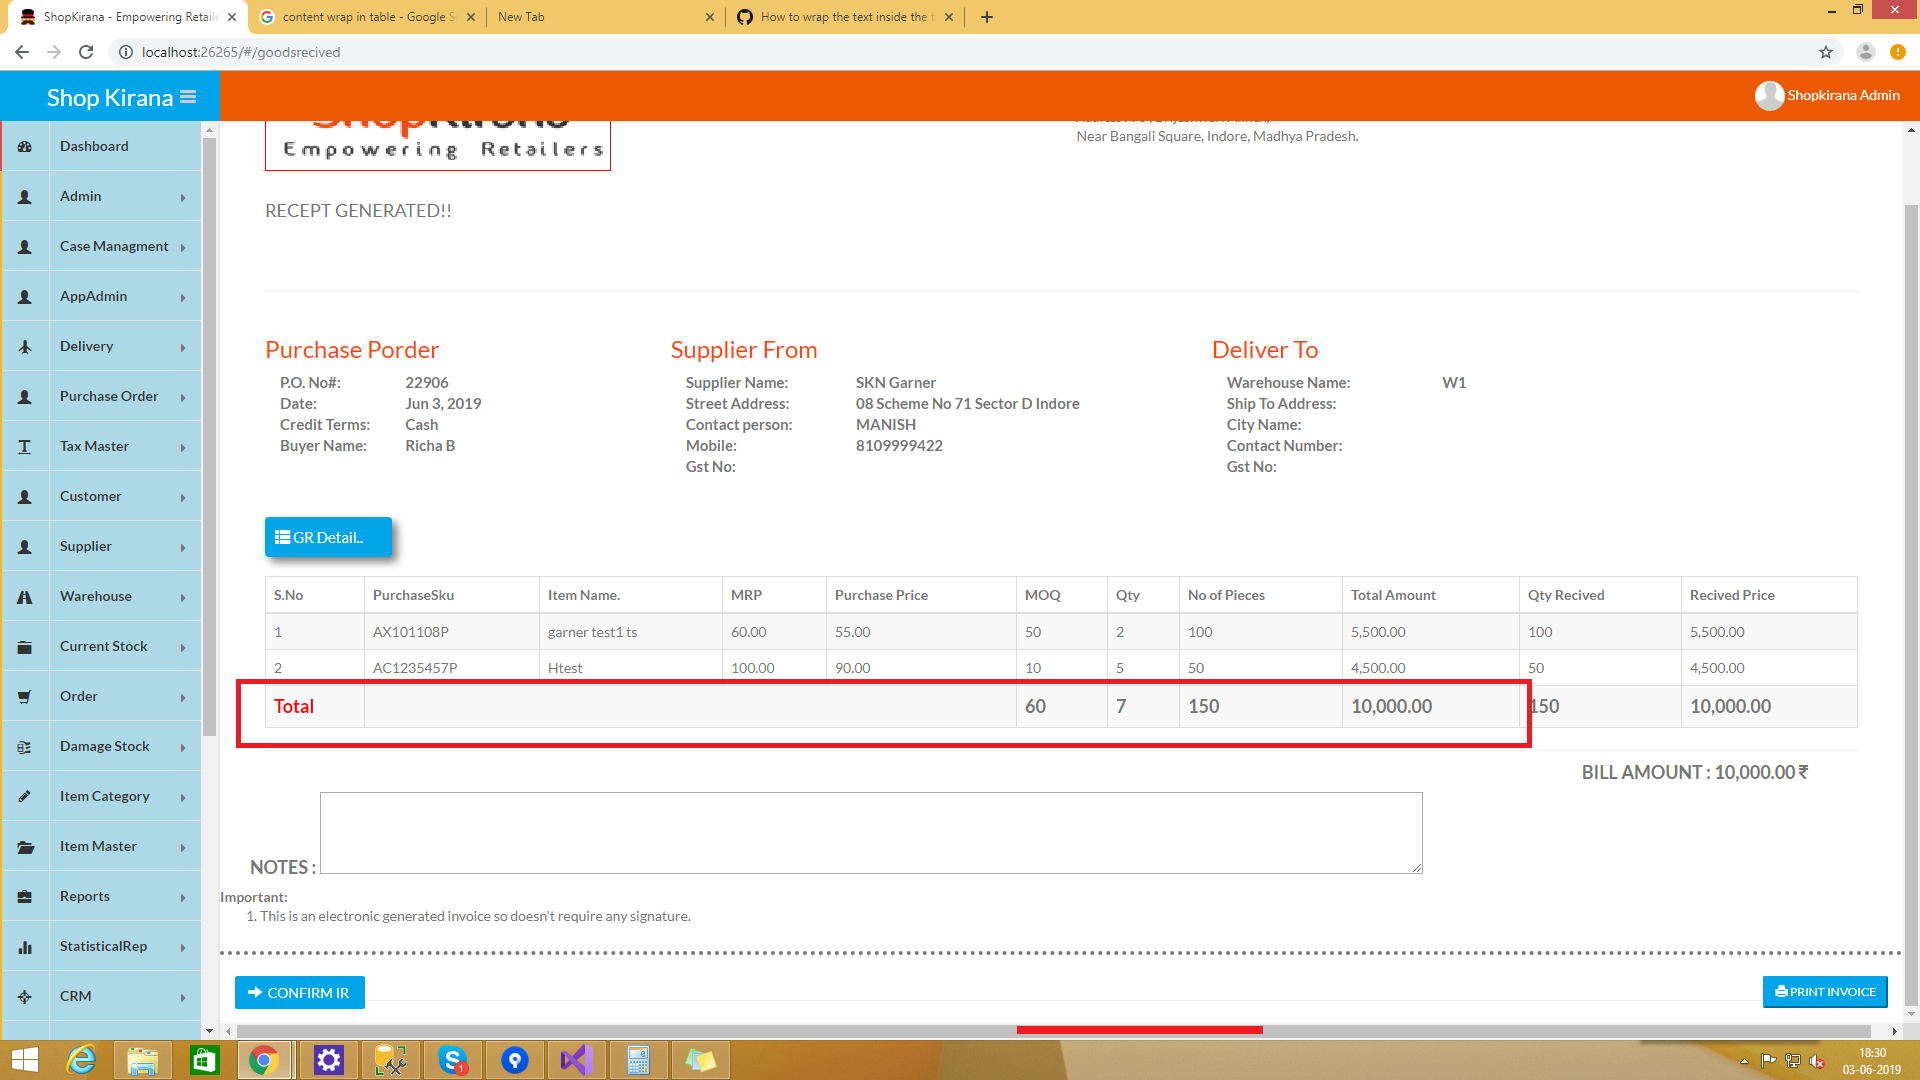 ShopKirana - Empowering Retaile
content wrap in table - Google S
New Tab
How to wrap the text inside the t
localhost:26265/#/goodsrecived
Shop Kirana
Shopkirana Admin
Dashboard
Admin
Case Managment
AppAdmin
Delivery
Purchase Order
Tax Master
Customer
Supplier
Warehouse
Current Stock
Order
Damage Stock
Item Category
Item Master
Reports
StatisticalRep
CRM
ShopKirana
Empowering Retailers
Near Bangali Square, Indore, Madhya Pradesh.
RECEPT GENERATED!!
Purchase Porder
P.O. No#: 22906
Date: Jun 3, 2019
Credit Terms: Cash
Buyer Name: Richa B
Supplier From
Supplier Name: SKN Garner
Street Address: 08 Scheme No 71 Sector D Indore
Contact person: MANISH
Mobile: 8109999422
Gst No:
Deliver To
Warehouse Name: W1
Ship To Address:
City Name:
Contact Number:
Gst No:
GR Detail..
S.No PurchaseSku Item Name. MRP Purchase Price MOQ Qty No of Pieces Total Amount Qty Recived Recived Price
1 AX101108P garner test1 ts 60.00 55.00 50 2 100 5,500.00 100 5,500.00
2 AC1235457P Htest 100.00 90.00 10 5 50 4,500.00 50 4,500.00
Total 60 7 150 10,000.00 150 10,000.00
BILL AMOUNT : 10,000.00 ₹
NOTES :
Important:
1. This is an electronic generated invoice so doesn't require any signature.
CONFIRM IR
PRINT INVOICE
1
18:30
03-06-2019